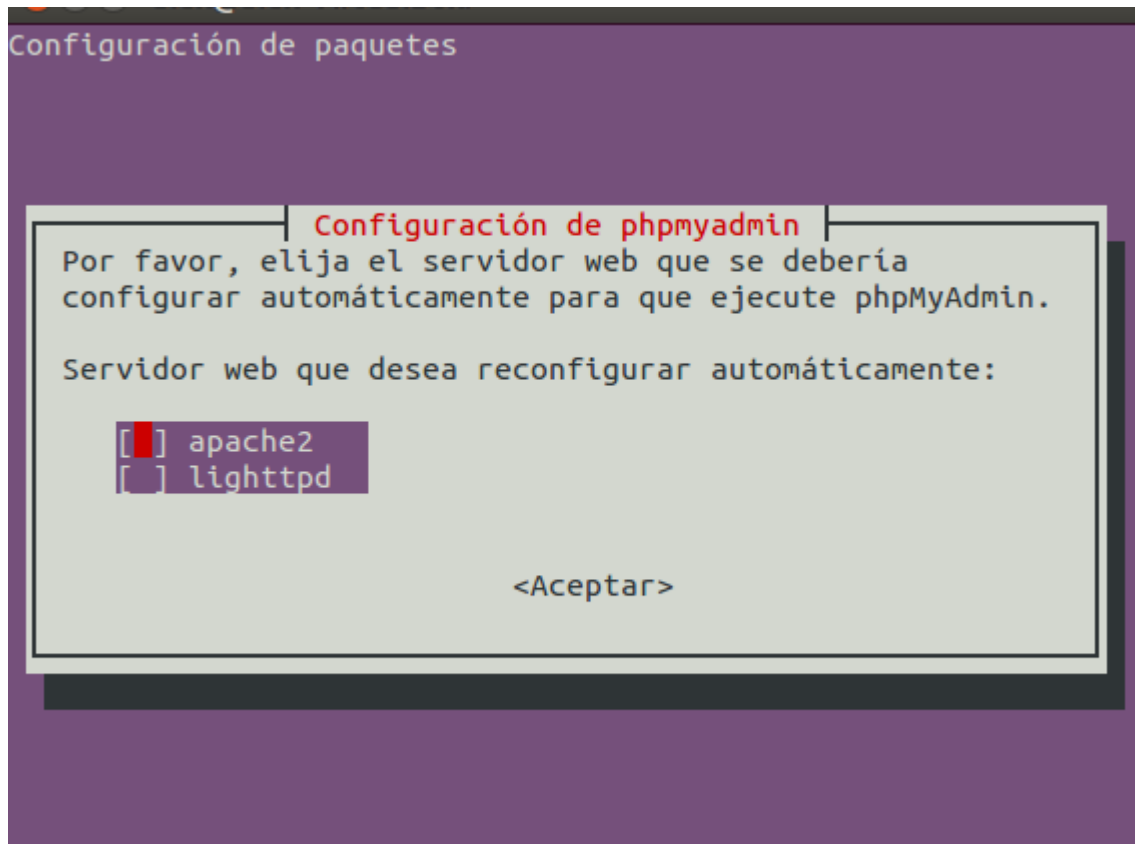 Configuración de paquetes
Configuración de phpmyadmin
Por favor, elija el servidor web que se debería
configurar automáticamente para que ejecute phpMyAdmin.
Servidor web que desea reconfigurar automáticamente:
[ ] apache2
[ ] lighttpd
<Aceptar>